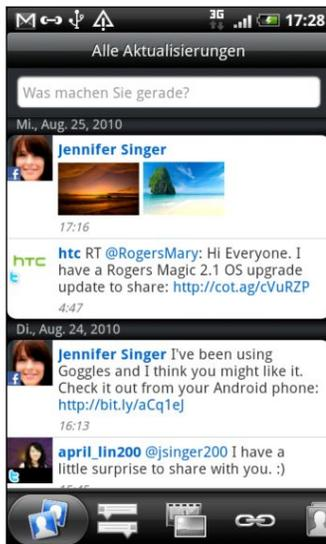 3G 17:28
Alle Aktualisierungen
Was machen Sie gerade?
Mi., Aug. 25, 2010
Jennifer Singer
17:16
htc
htc RT @RogersMary: Hi Everyone. I
have a Rogers Magic 2.1 OS upgrade
update to share: http://cot.ag/cVuRZP
4:47
Di., Aug. 24, 2010
Jennifer Singer I've been using
Goggles and I think you might like it.
Check it out from your Android phone:
http://bit.ly/aCq1eJ
16:13
april_lin200 @jsinger200 I have a
little surprise to share with you. :)